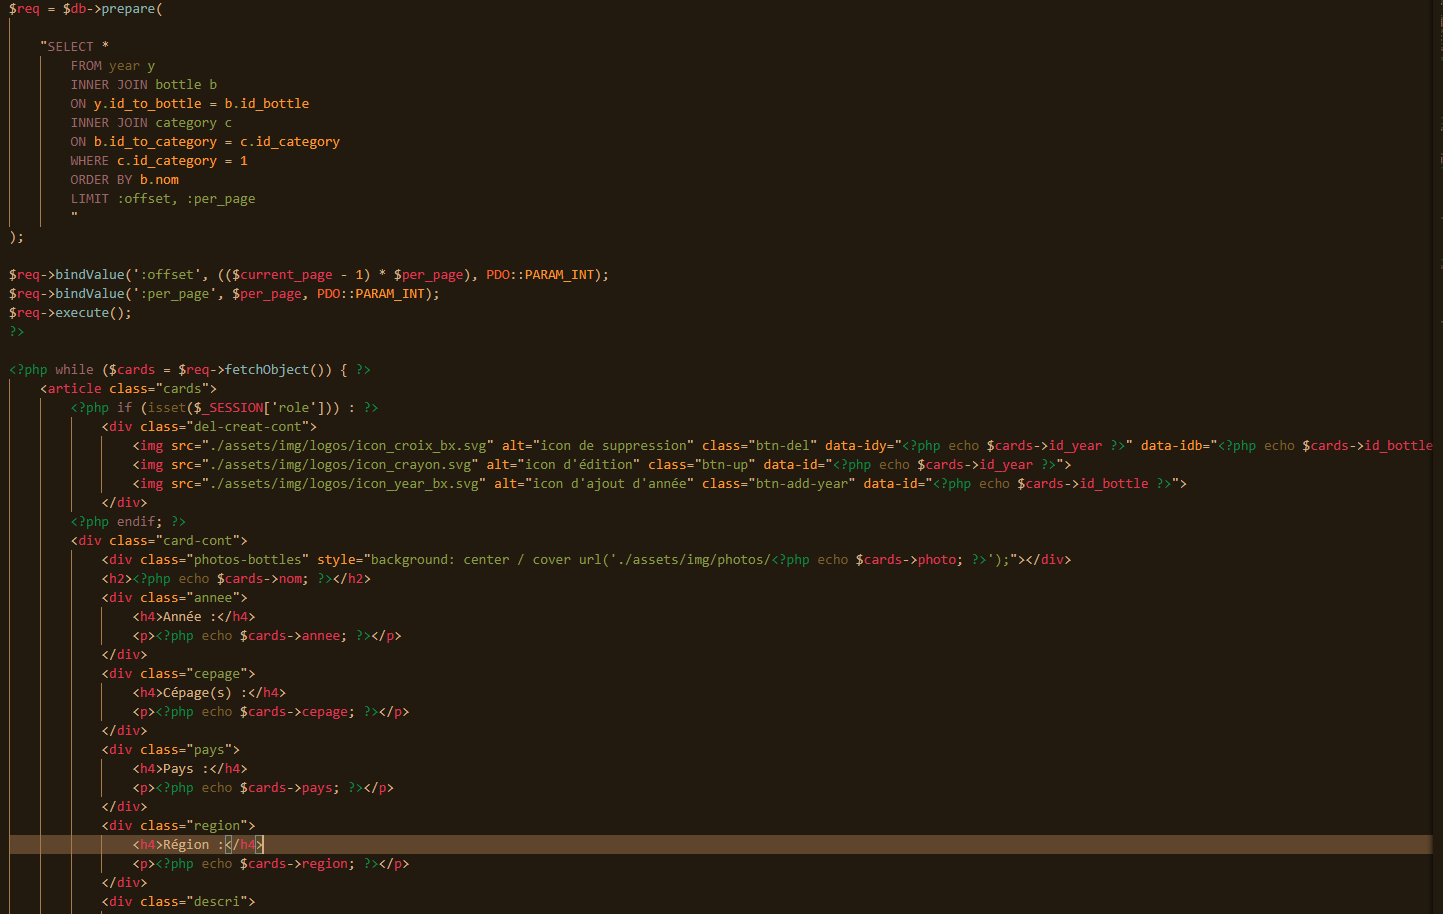 $req = $db->prepare(
"SELECT *
FROM year y
INNER JOIN bottle b
ON y.id_to_bottle = b.id_bottle
INNER JOIN category c
ON b.id_to_category = c.id_category
WHERE c.id_category = 1
ORDER BY b.nom
LIMIT :offset, :per_page
"
);
$req->bindValue(':offset', (($current_page - 1) * $per_page), PDO::PARAM_INT);
$req->bindValue(':per_page', $per_page, PDO::PARAM_INT);
$req->execute();
?>
<?php while ($cards = $req->fetchObject()) { ?>
<article class="cards">
<?php if (isset($_SESSION['role'])) : ?>
<div class="del-creat-cont">
<img src="./assets/img/logos/icon_croix_bx.svg" alt="icon de suppression" class="btn-del" data-idy="<?php echo $cards->id_year ?>" data-idb="<?php echo $cards->id_bottle
<img src="./assets/img/logos/icon_crayon.svg" alt="icon d'édition" class="btn-up" data-id="<?php echo $cards->id_year ?>">
<img src="./assets/img/logos/icon_year_bx.svg" alt="icon d'ajout d'année" class="btn-add-year" data-id="<?php echo $cards->id_bottle ?>">
</div>
<?php endif; ?>
<div class="card-cont">
<div class="photos-bottles" style="background: center / cover url('./assets/img/photos/<?php echo $cards->photo; ?>');"></div>
<h2><?php echo $cards->nom; ?></h2>
<div class="annee">
<h4>Année :</h4>
<p><?php echo $cards->annee; ?></p>
</div>
<div class="cepage">
<h4>Cépage(s) :</h4>
<p><?php echo $cards->cepage; ?></p>
</div>
<div class="pays">
<h4>Pays :</h4>
<p><?php echo $cards->pays; ?></p>
</div>
<div class="region">
<h4>Région :</h4>
<p><?php echo $cards->region; ?></p>
</div>
<div class="descri">